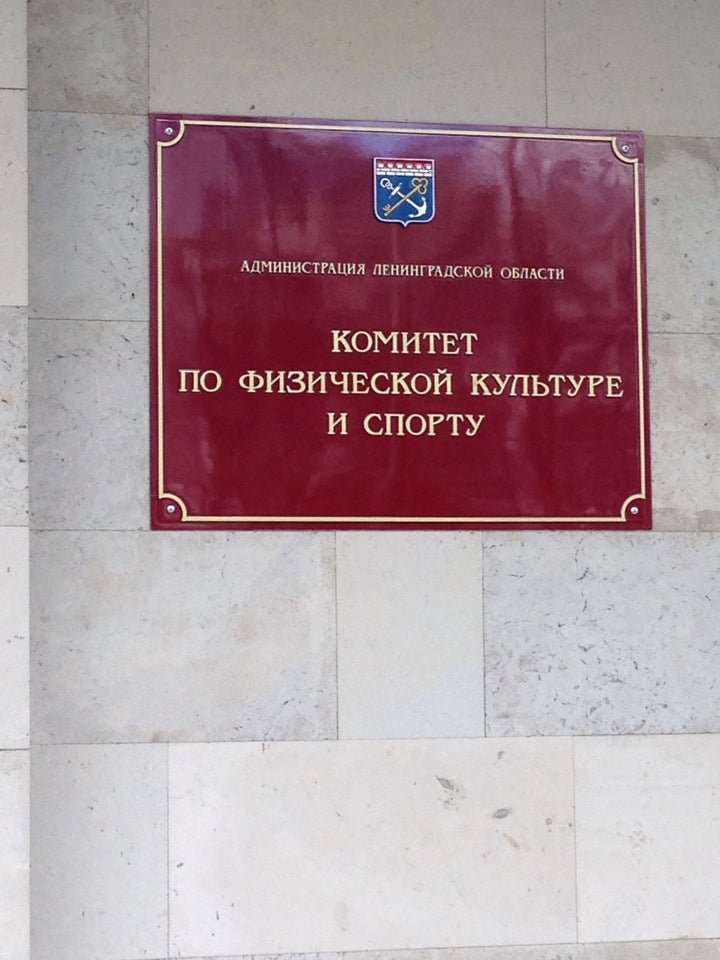 АДМИНИСТРАЦИЯ ЛЕНИНГРАДСКОЙ ОБЛАСТИ
КОМИТЕТ
ПО ФИЗИЧЕСКОЙ КУЛЬТУРЕ
И СПОРТУ